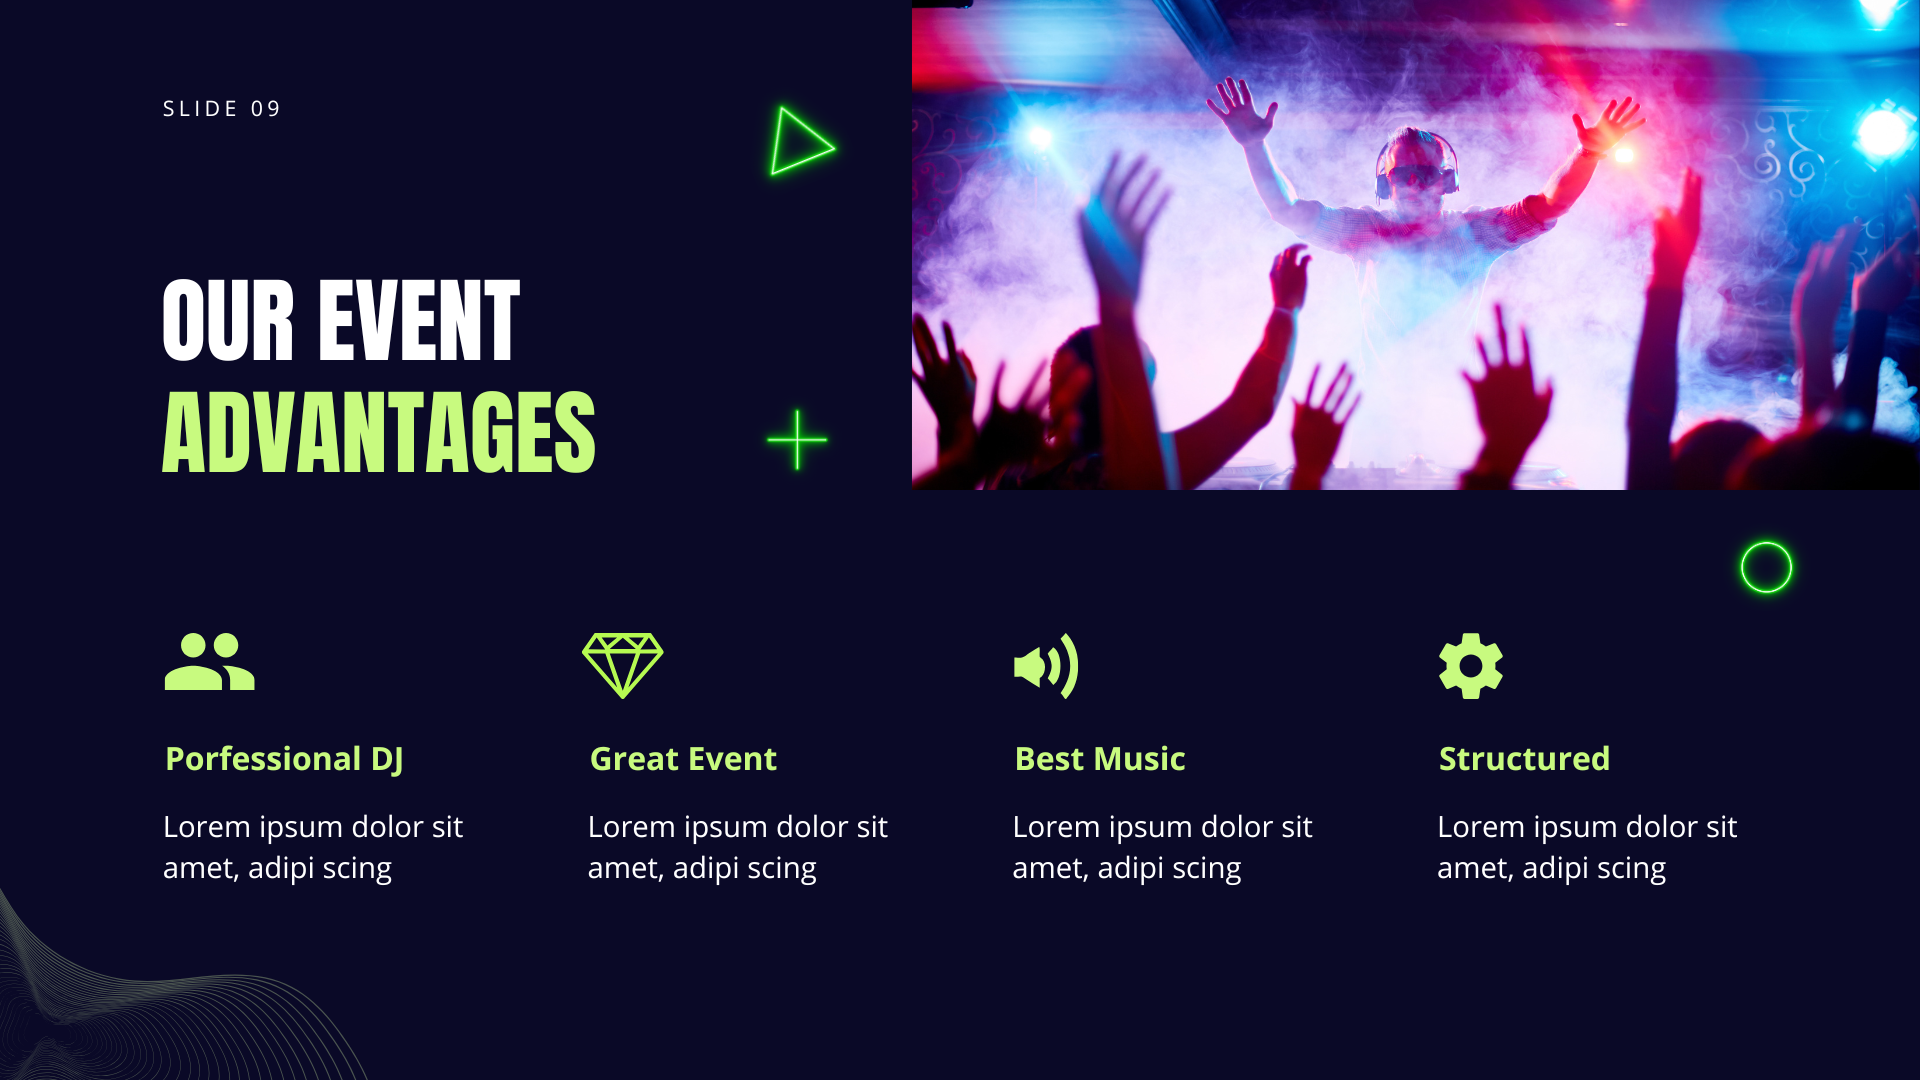 SLIDE 09
OUR EVENT
ADVANTAGES
Porfessional DJ
Lorem ipsum dolor sit
amet, adipi scing
Great Event
Lorem ipsum dolor sit
amet, adipi scing
Best Music
Lorem ipsum dolor sit
amet, adipi scing
Structured
Lorem ipsum dolor sit
amet, adipi scing